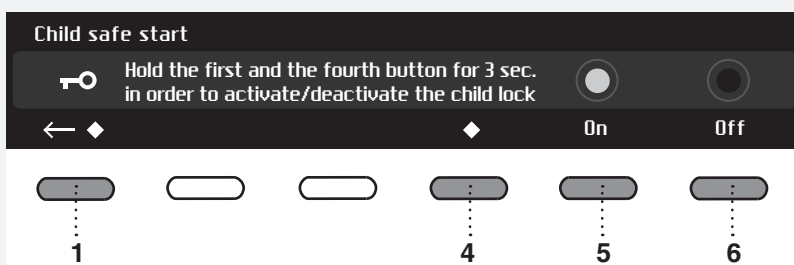 Child safe start
Hold the first and the fourth button for 3 sec.
in order to activate/deactivate the child lock
← ◆ ◆ On Off
1 4 5 6